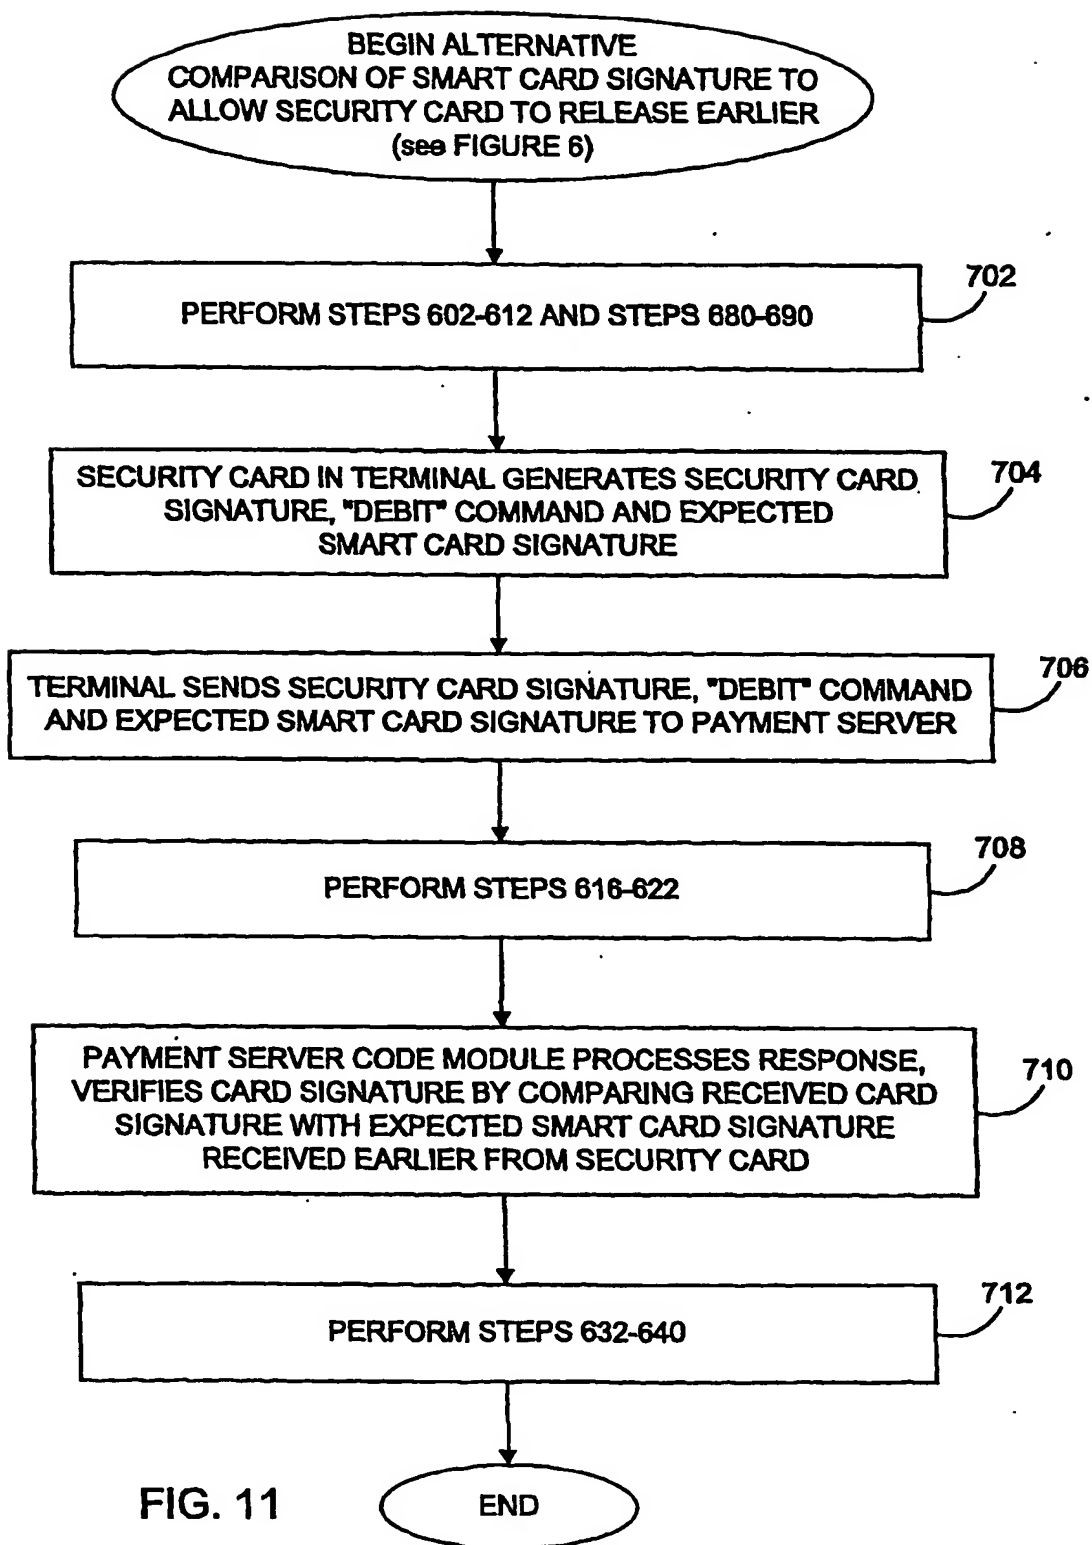 BEGIN ALTERNATIVE
COMPARISON OF SMART CARD SIGNATURE TO
ALLOW SECURITY CARD TO RELEASE EARLIER
(see FIGURE 6)
702
PERFORM STEPS 602-612 AND STEPS 680-690
704
SECURITY CARD IN TERMINAL GENERATES SECURITY CARD
SIGNATURE, "DEBIT" COMMAND AND EXPECTED
SMART CARD SIGNATURE
706
TERMINAL SENDS SECURITY CARD SIGNATURE, "DEBIT" COMMAND
AND EXPECTED SMART CARD SIGNATURE TO PAYMENT SERVER
708
PERFORM STEPS 616-622
710
PAYMENT SERVER CODE MODULE PROCESSES RESPONSE,
VERIFIES CARD SIGNATURE BY COMPARING RECEIVED CARD
SIGNATURE WITH EXPECTED SMART CARD SIGNATURE
RECEIVED EARLIER FROM SECURITY CARD
712
PERFORM STEPS 632-640
FIG. 11
END